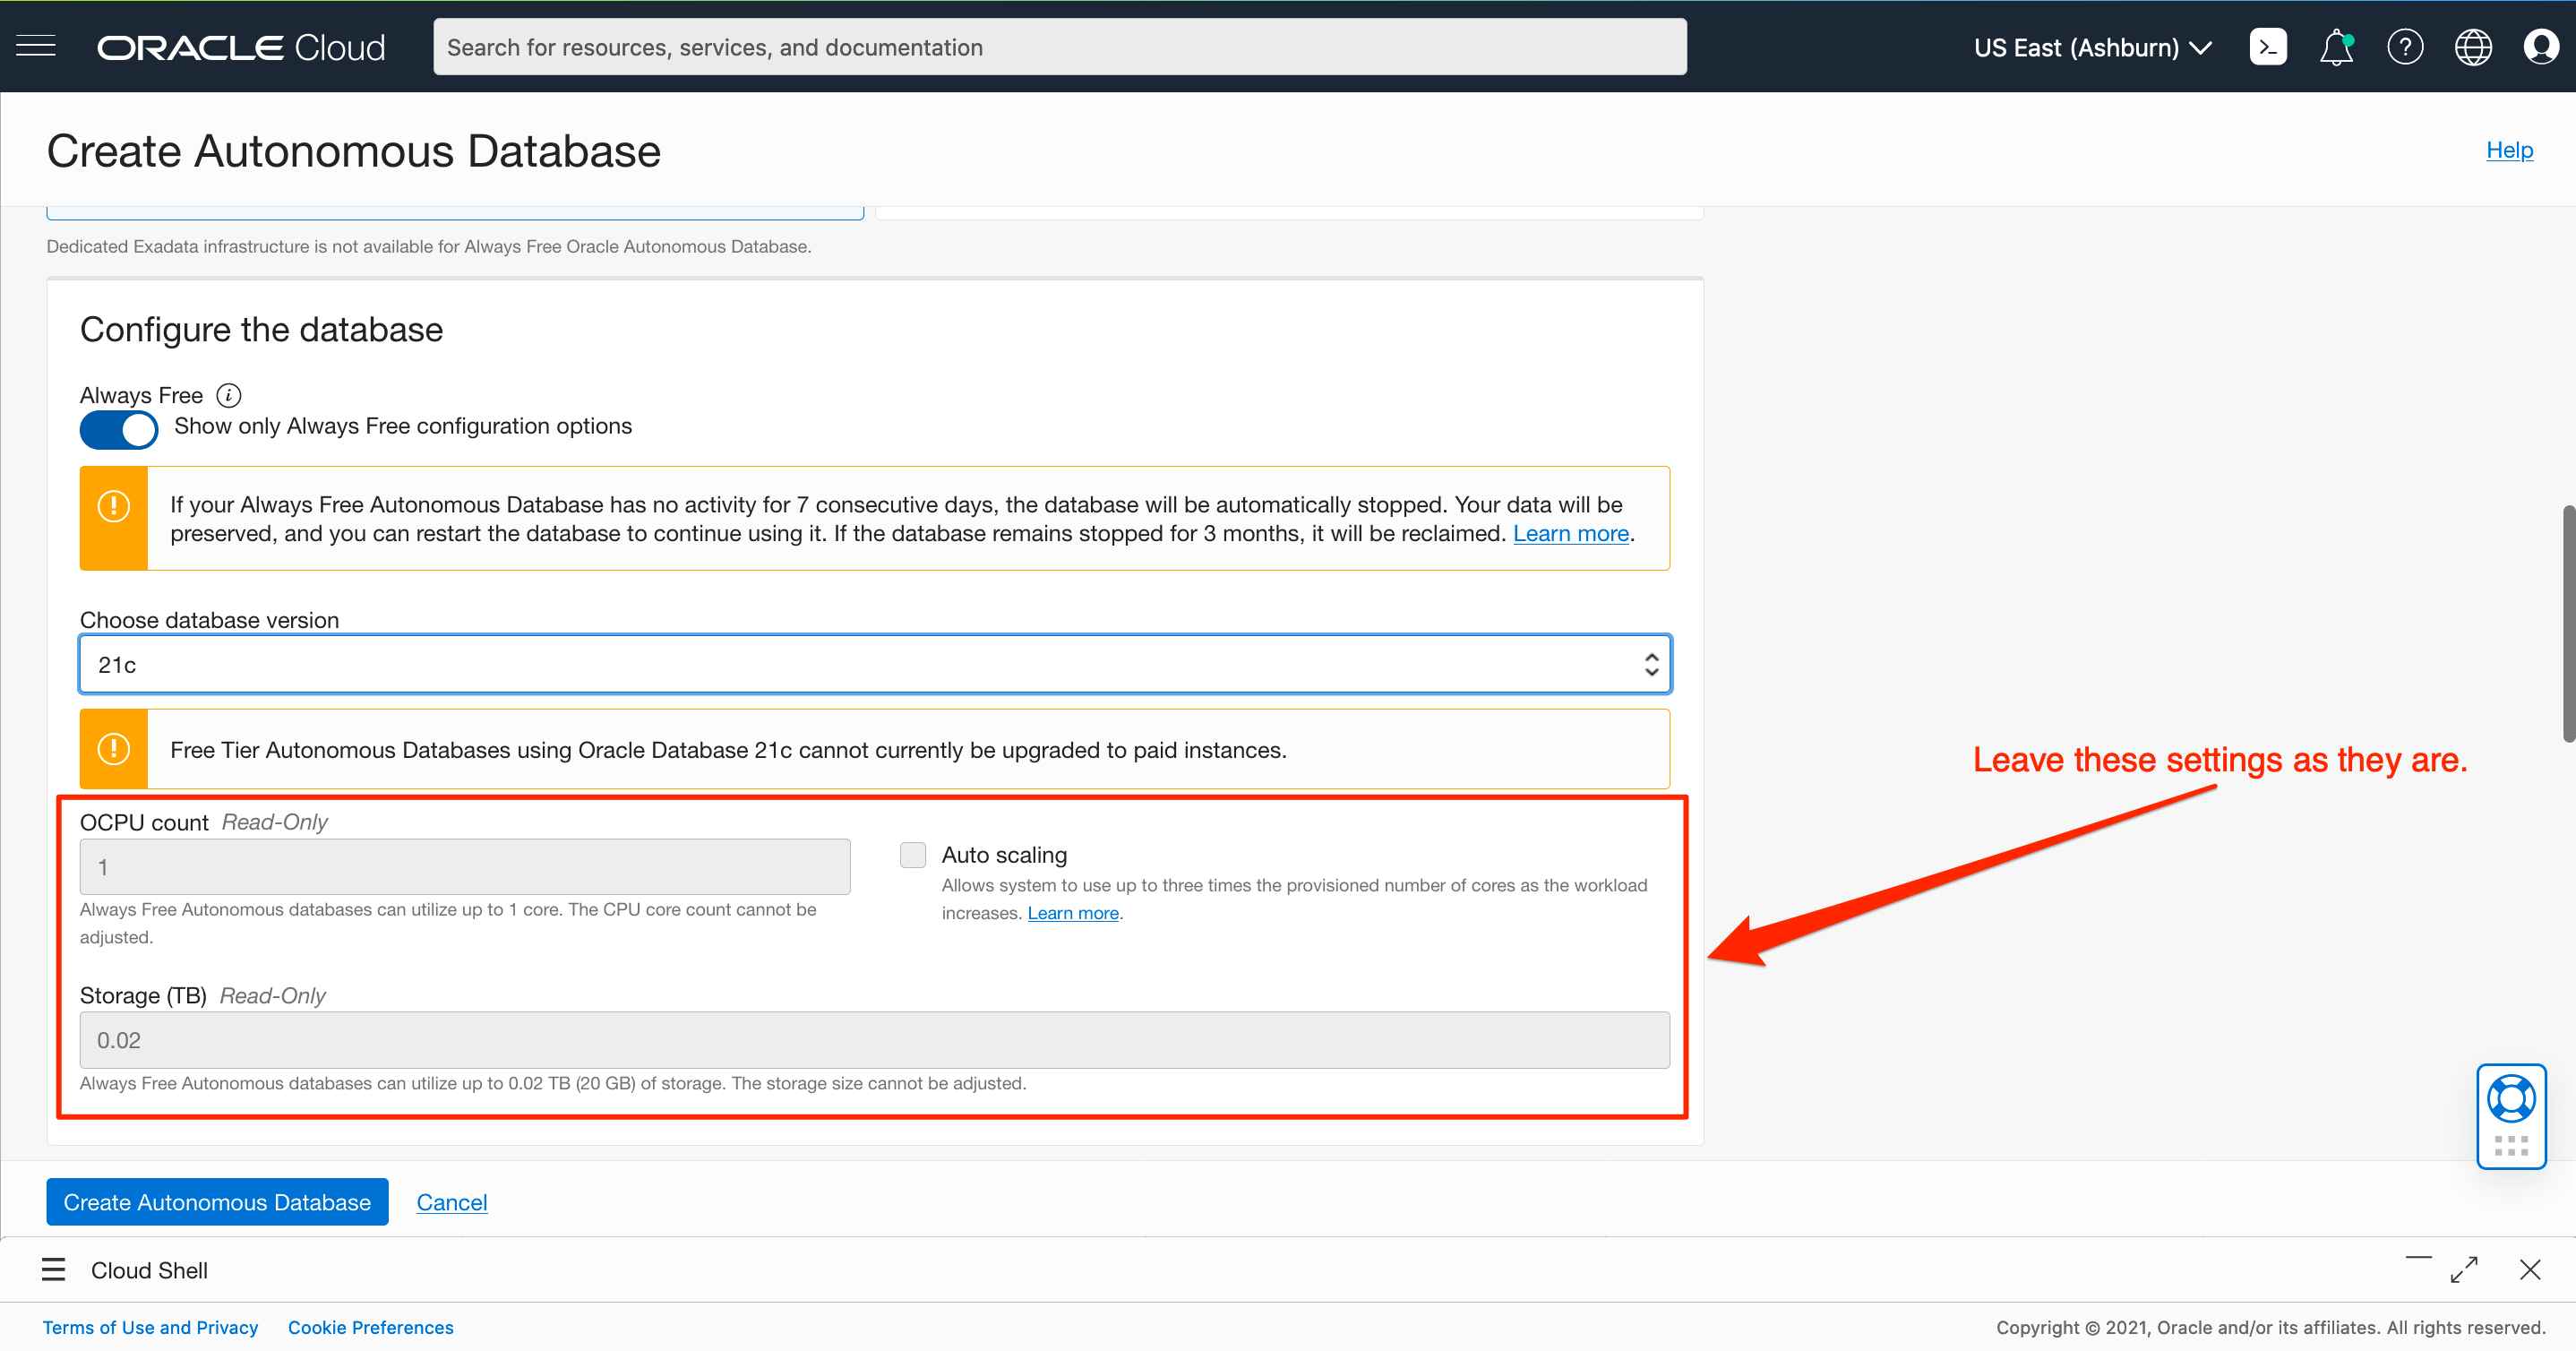 ORACLE Cloud
Search for resources, services, and documentation
US East (Ashburn)
Create Autonomous Database
Help
Dedicated Exadata infrastructure is not available for Always Free Oracle Autonomous Database.
Configure the database
Always Free
Show only Always Free configuration options
If your Always Free Autonomous Database has no activity for 7 consecutive days, the database will be automatically stopped. Your data will be
preserved, and you can restart the database to continue using it. If the database remains stopped for 3 months, it will be reclaimed. Learn more.
Choose database version
21c
Free Tier Autonomous Databases using Oracle Database 21c cannot currently be upgraded to paid instances.
Leave these settings as they are.
OCPU count Read-Only
1
Always Free Autonomous databases can utilize up to 1 core. The CPU core count cannot be
adjusted.
Auto scaling
Allows system to use up to three times the provisioned number of cores as the workload
increases. Learn more.
Storage (TB) Read-Only
0.02
Always Free Autonomous databases can utilize up to 0.02 TB (20 GB) of storage. The storage size cannot be adjusted.
Create Autonomous Database
Cancel
Cloud Shell
Terms of Use and Privacy
Cookie Preferences
Copyright © 2021, Oracle and/or its affiliates. All rights reserved.